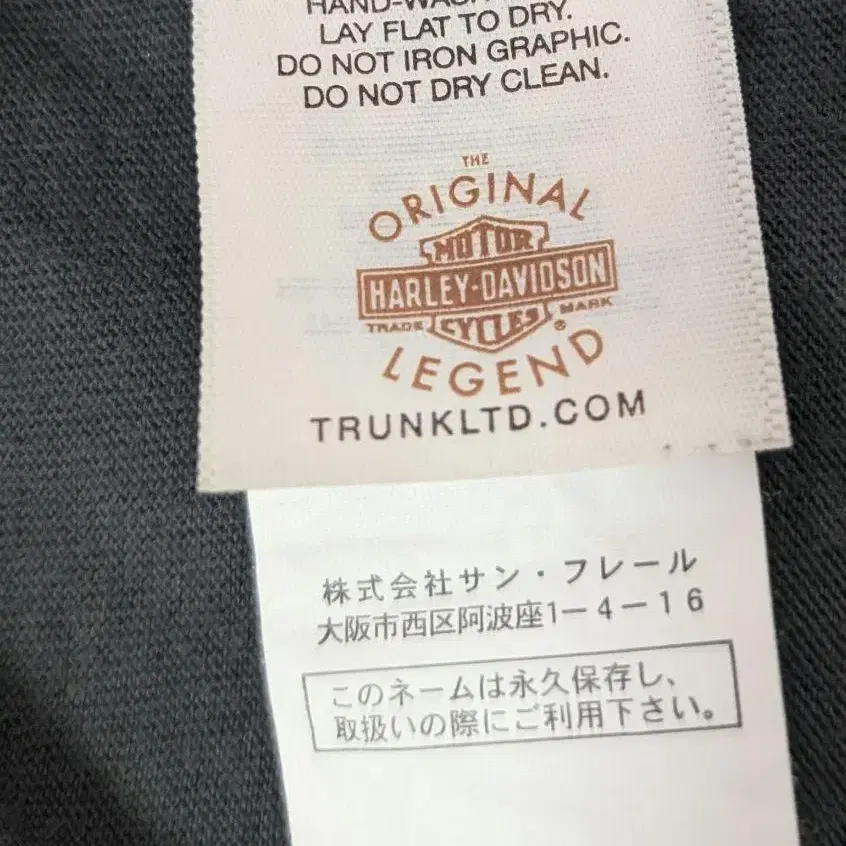 HAND-WASH
LAY FLAT TO DRY.
DO NOT IRON GRAPHIC.
DO NOT DRY CLEAN.
THE
ORIGINAL
MOTOR
HARLEY-DAVIDSON
TRADE MARK
CYCLES ®
LEGEND
TRUNKLTD.COM
株式会社サン・フレール
大阪市西区阿波座1－4－16
このネームは永久保存し、
取扱いの際にご利用下さい。